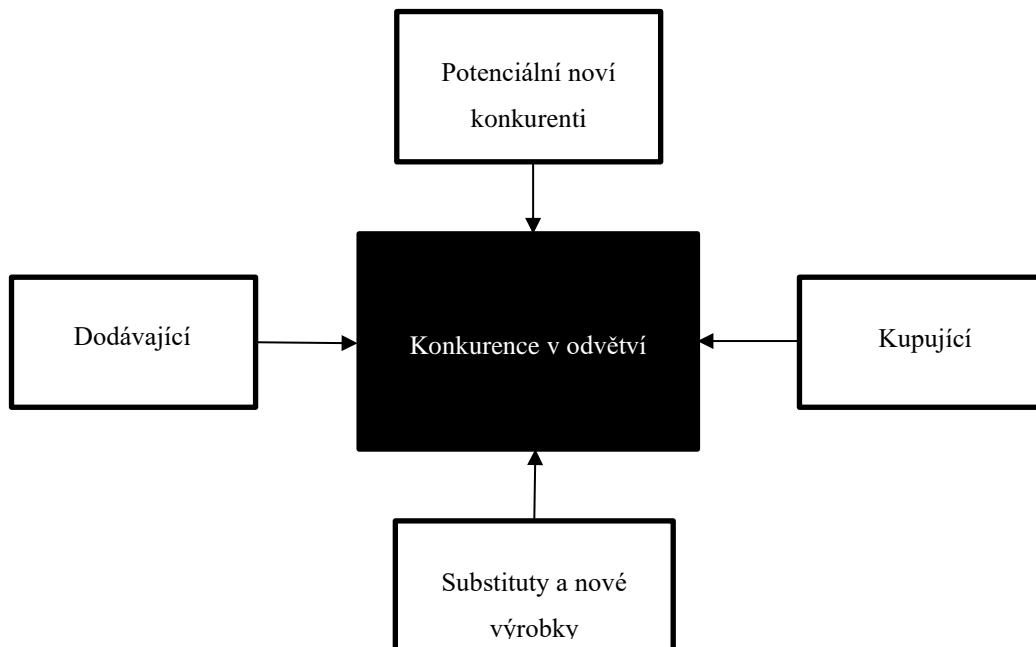 Potenciální noví
konkurenti
Dodávající
Konkurence v odvětví
Kupující
Substituty a nové
výrobky